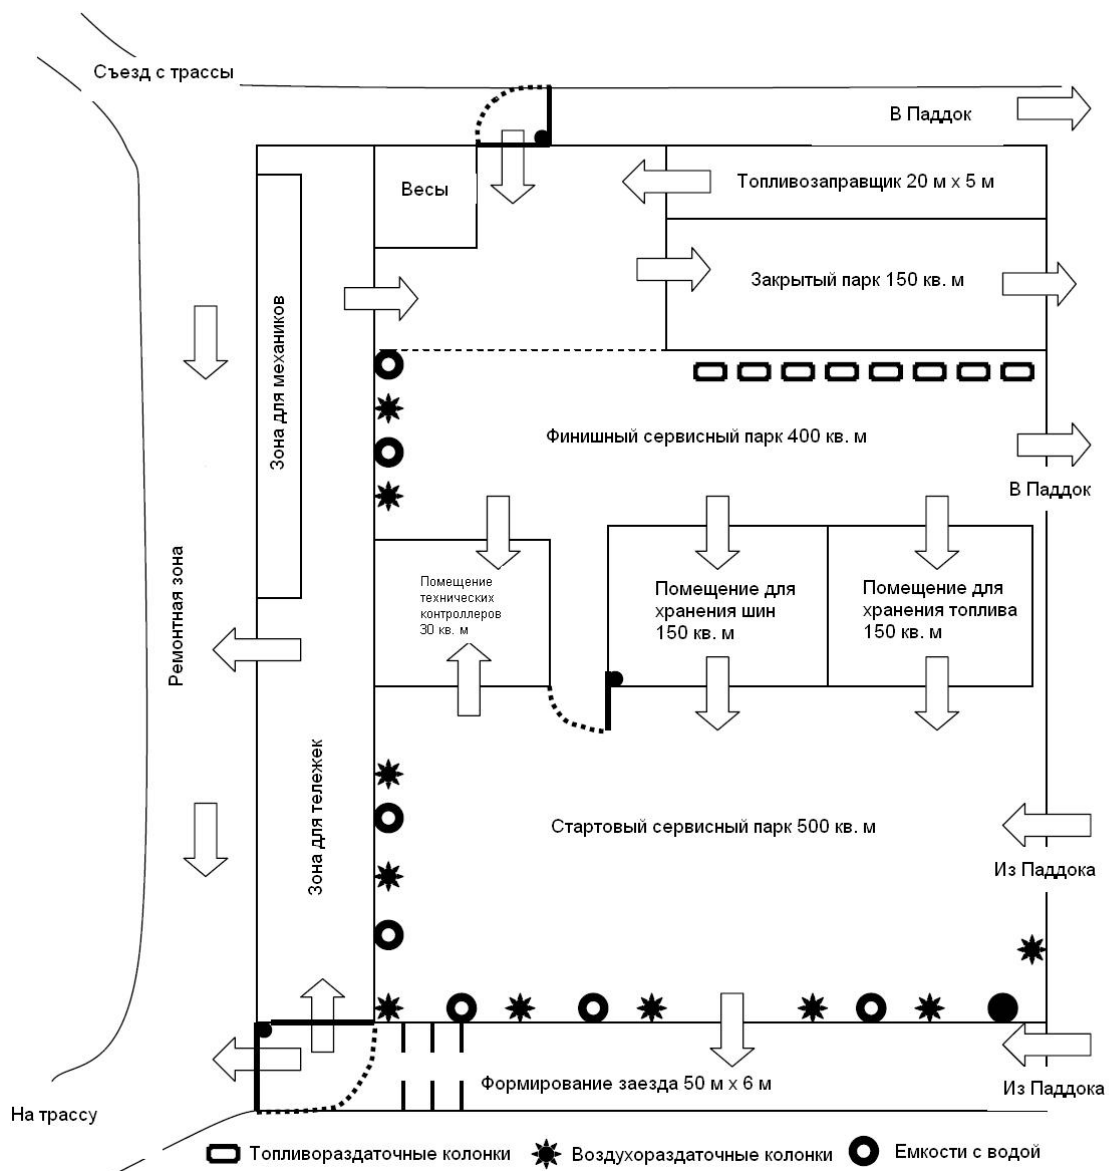 Съезд с трассы
В Паддок
Весы
Топливозаправщик 20 м х 5 м
Закрытый парк 150 кв. м
Зона для механиков
Финишный сервисный парк 400 кв. м
В Паддок
Ремонтная зона
Помещение
технических
контроллеров
30 кв. м
Помещение для
хранения шин
150 кв. м
Помещение для
хранения топлива
150 кв. м
Зона для тележек
Стартовый сервисный парк 500 кв. м
Из Паддока
Формирование заезда 50 м х 6 м
Из Паддока
На трассу
Топливораздаточные колонки
Воздухораздаточные колонки
Емкости с водой